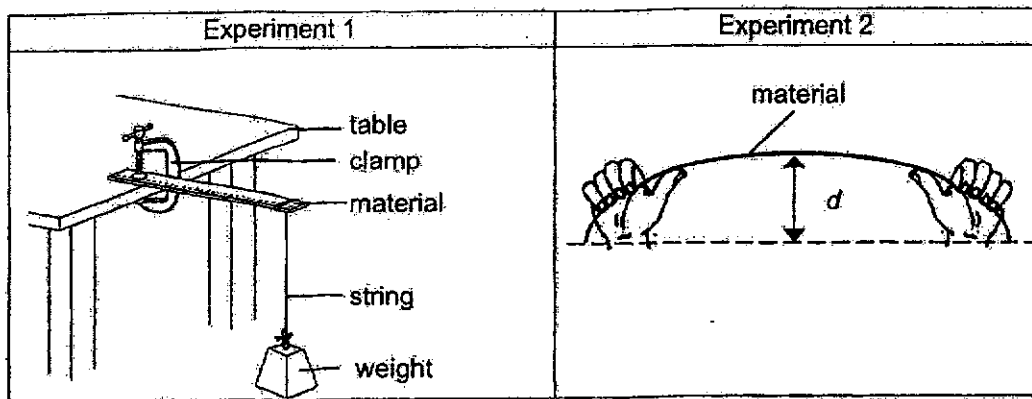 Experiment 1
Experiment 2
table
clamp
material
string
weight
material
d